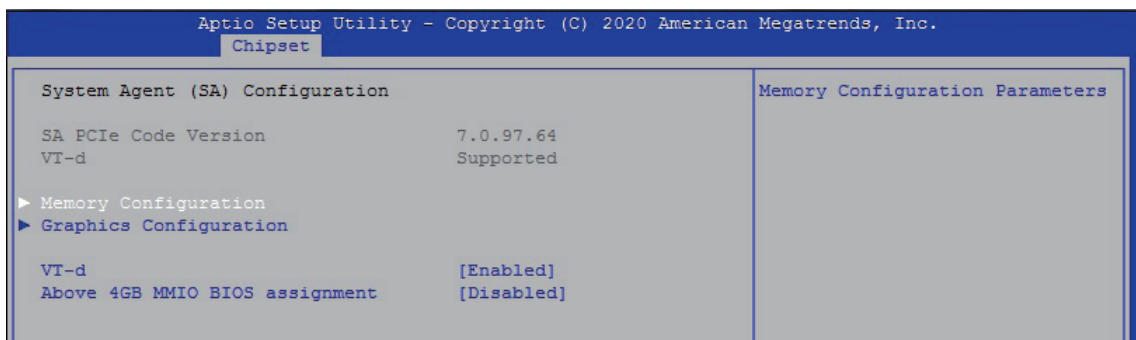 Aptio Setup Utility - Copyright (C) 2020 American Megatrends, Inc.
Chipset
System Agent (SA) Configuration
Memory Configuration Parameters
SA PCIe Code Version 7.0.97.64
VT-d Supported
► Memory Configuration
► Graphics Configuration
VT-d [Enabled]
Above 4GB MMIO BIOS assignment [Disabled]